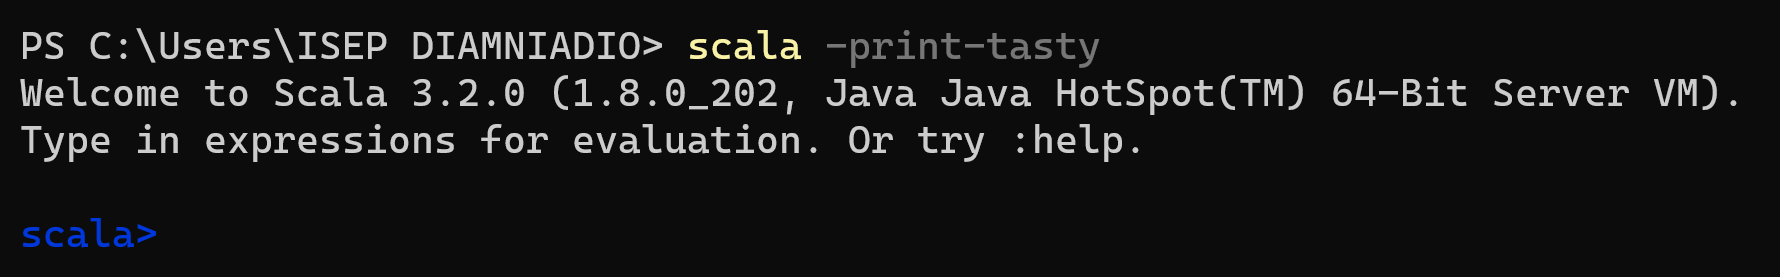 PS C:\Users\ISEP DIAMNIADIO> scala -print-tasty
Welcome to Scala 3.2.0 (1.8.0_202, Java Java HotSpot(TM) 64-Bit Server VM).
Type in expressions for evaluation. Or try :help.
scala>